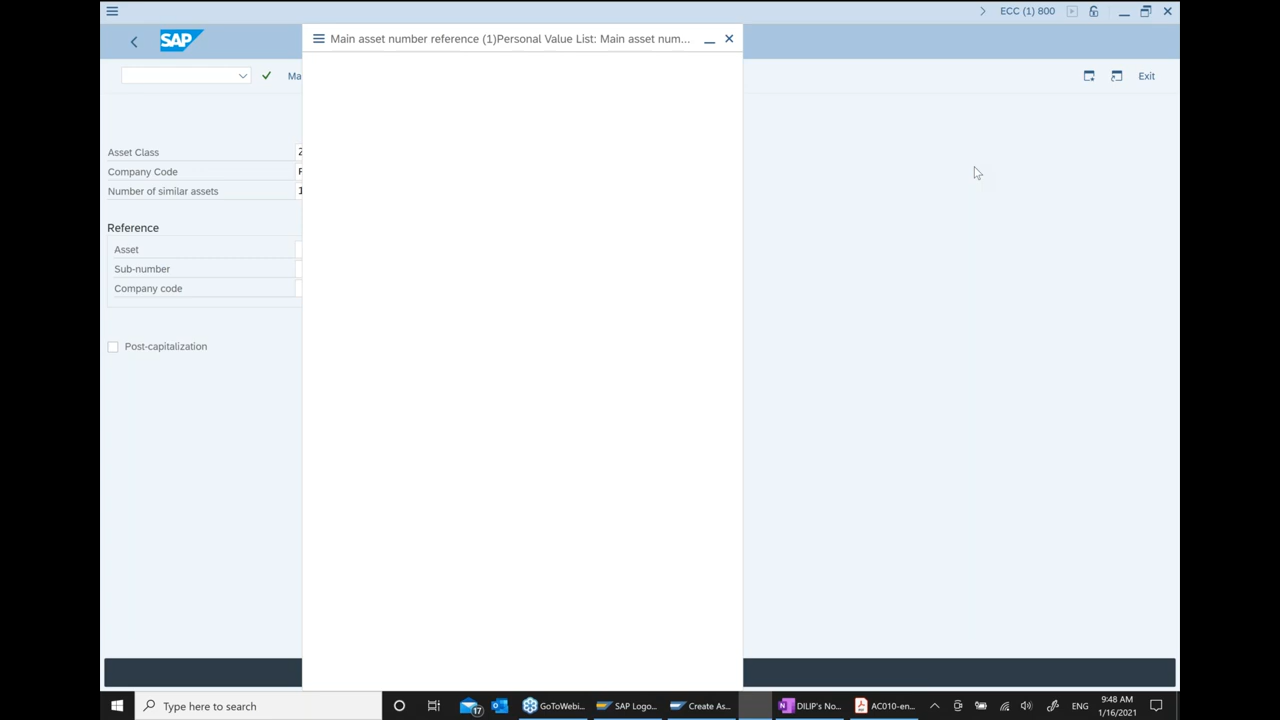 ECC (1) 800
SAP
Main asset number reference (1)Personal Value List: Main asset num...
Ma
Exit
Asset Class
Company Code
Number of similar assets
1
Reference
Asset
Sub-number
Company code
Post-capitalization
Type here to search
17
GoToWebi...
SAP Logo...
Create As...
DILIP's No...
AC010-en...
ENG
9:48 AM
1/16/2021